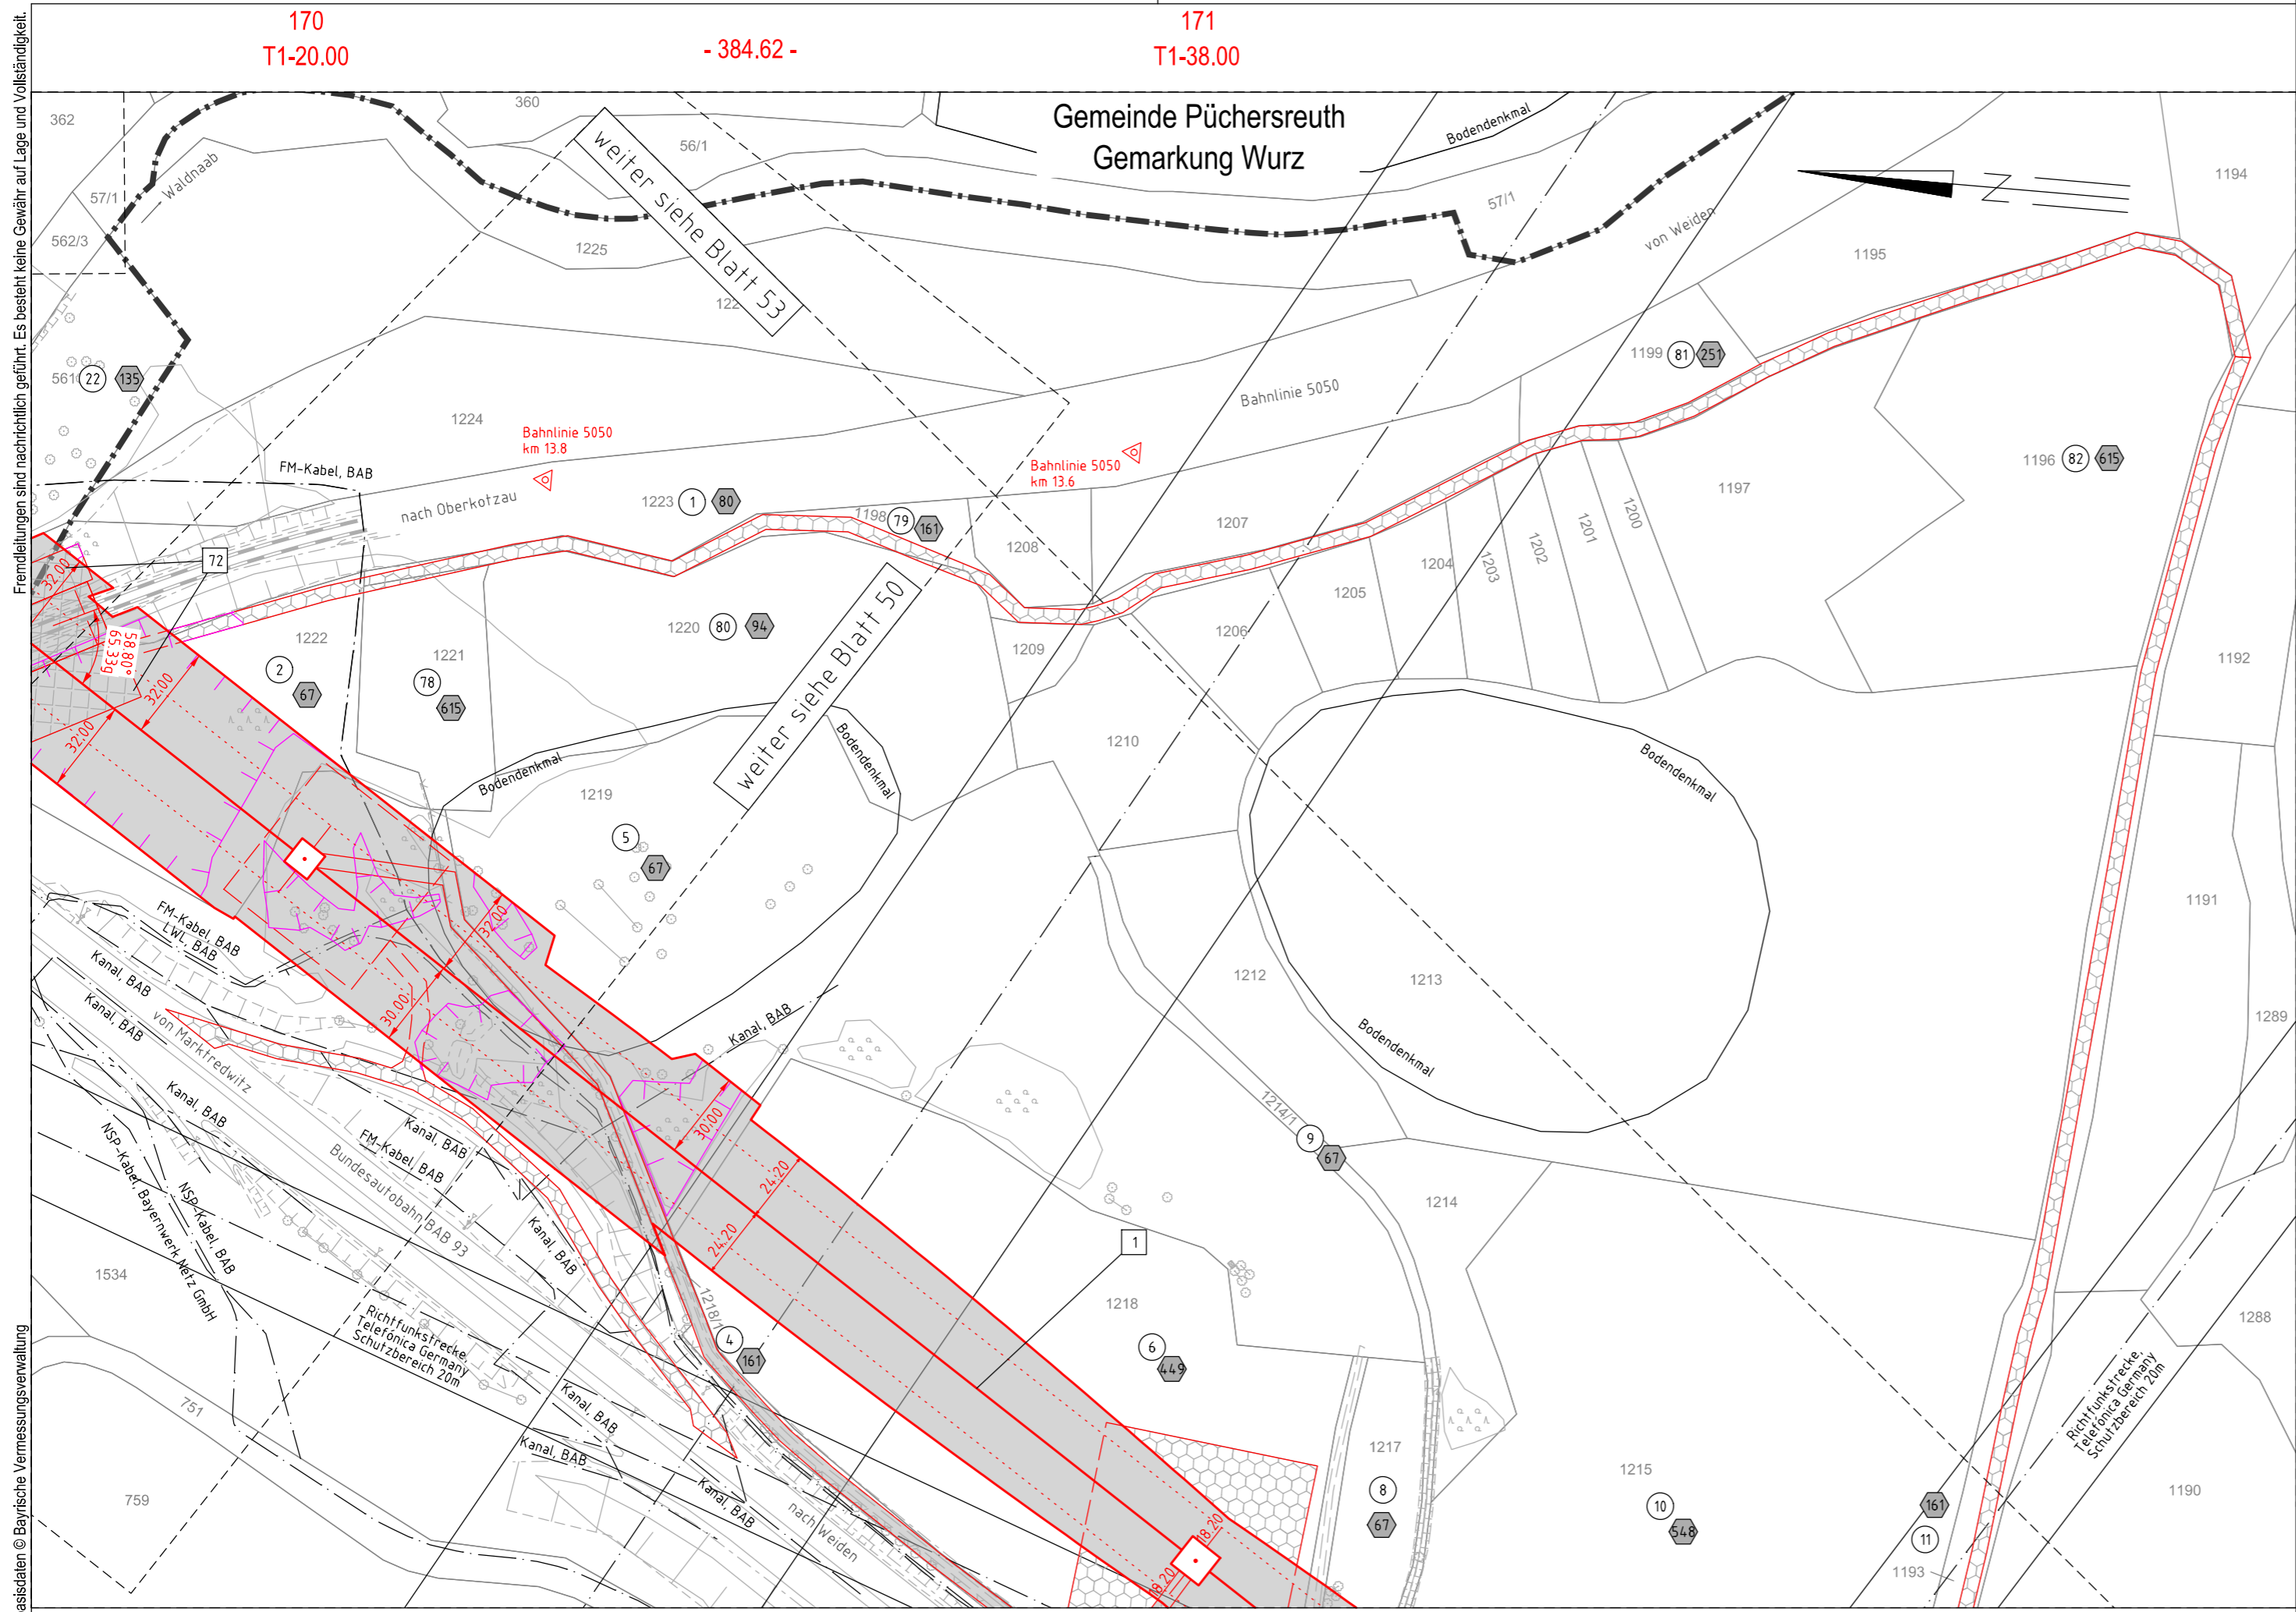 170
T1-20.00
- 384.62 -
171
T1-38.00
Fremdleitungen sind nachrichtlich geführt. Es besteht keine Gewähr auf Lage und Vollständigkeit.
Gemeinde Püchersreuth
Gemarkung Wurz
362
360
56/1
Bodendenkmal
1194
57/1
Waldnaab
562/3
1225
weiter siehe Blatt 53
57/1
von Weiden
1195
22
135
1224
Bahnlinie 5050
1199
81
251
Bahnlinie 5050
km 13.8
Bahnlinie 5050
km 13.6
FM-Kabel, BAB
nach Oberkotzau
1223
1
80
1198
79
161
1207
1208
1197
1196
82
615
1200
1201
1202
1203
1204
1205
1206
72
32.00
58.80°
65.33g
1222
2
67
1221
78
615
1220
80
94
1209
1210
1192
32.00
32.00
weiter siehe Blatt 50
Bodendenkmal
Bodendenkmal
Bodendenkmal
1219
5
67
1191
FM-Kabel, BAB
LWL, BAB
32.00
30.00
Kanal, BAB
Kanal, BAB
von Marktredwitz
1212
1213
Bodendenkmal
1289
Kanal, BAB
Kanal, BAB
30.00
Kanal, BAB
FM-Kabel, BAB
Bundesautobahn BAB 93
NSP-Kabel, Bayernwerk Netz GmbH
NSP-Kabel, BAB
Kanal, BAB
24.20
24.20
1214/1
9
67
1214
1
1534
1218/1
4
161
1218
6
449
1288
Richtfunkstrecke,
Telefónica Germany
Schutzbereich 20m
Richtfunkstrecke,
Telefónica Germany
Schutzbereich 20m
751
Kanal, BAB
Kanal, BAB
Kanal, BAB
nach Weiden
759
1217
8
67
1215
10
548
161
11
1193
1190
18.20
18.20
© Bayrische Vermessungsverwaltung